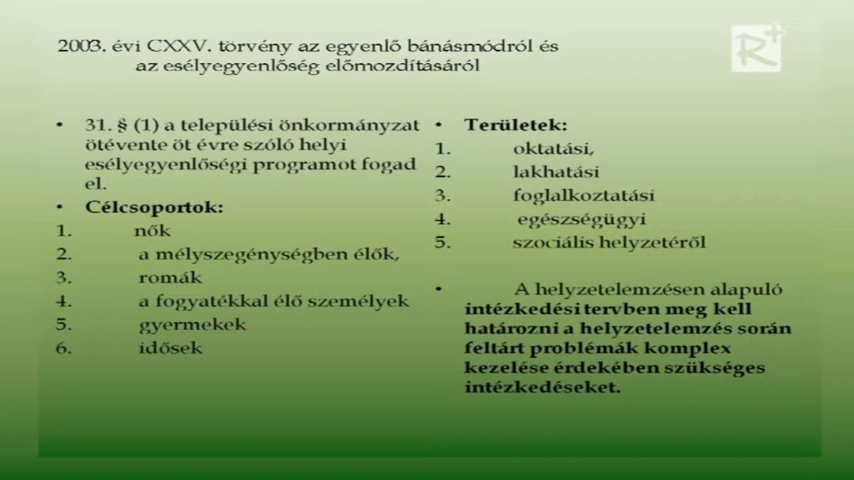 2003. évi CXXV. törvény az egyenlő bánásmódról és
az esélyegyenlőség előmozdításáról
R+
• 31. § (1) a települési önkormányzat
ötévente öt évre szóló helyi
esélyegyenlőségi programot fogad
el.
• Célcsoportok:
1. nők
2. a mélyszegénységben élők,
3. romák
4. a fogyatékkal élő személyek
5. gyermekek
6. idősek
• Területek:
1. oktatási,
2. lakhatási
3. foglalkoztatási
4. egészségügyi
5. szociális helyzetéről
• A helyzetelemzésen alapuló
intézkedési tervben meg kell
határozni a helyzetelemzés során
feltárt problémák komplex
kezelése érdekében szükséges
intézkedéseket.